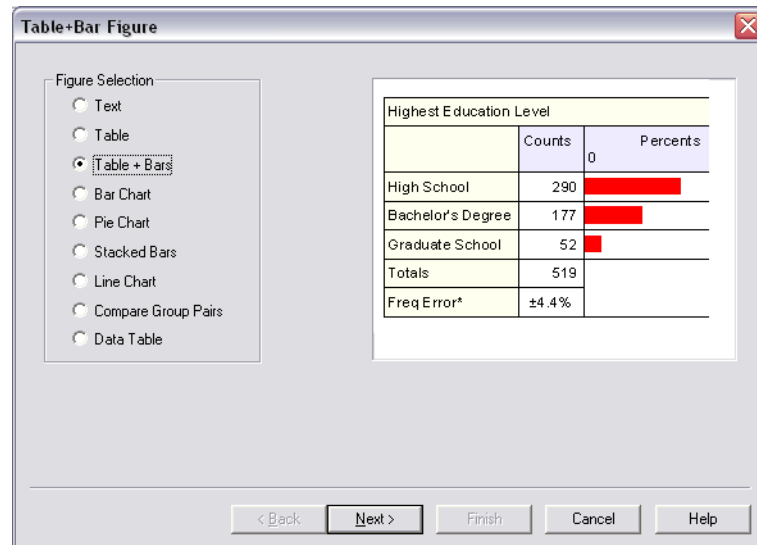 Table+Bar Figure
Figure Selection
Text
Table
Table + Bars
Bar Chart
Pie Chart
Stacked Bars
Line Chart
Compare Group Pairs
Data Table
Highest Education Level
Counts Percents
0
High School 290
Bachelor's Degree 177
Graduate School 52
Totals 519
Freq Error* ±4.4%
< Back Next > Finish Cancel Help